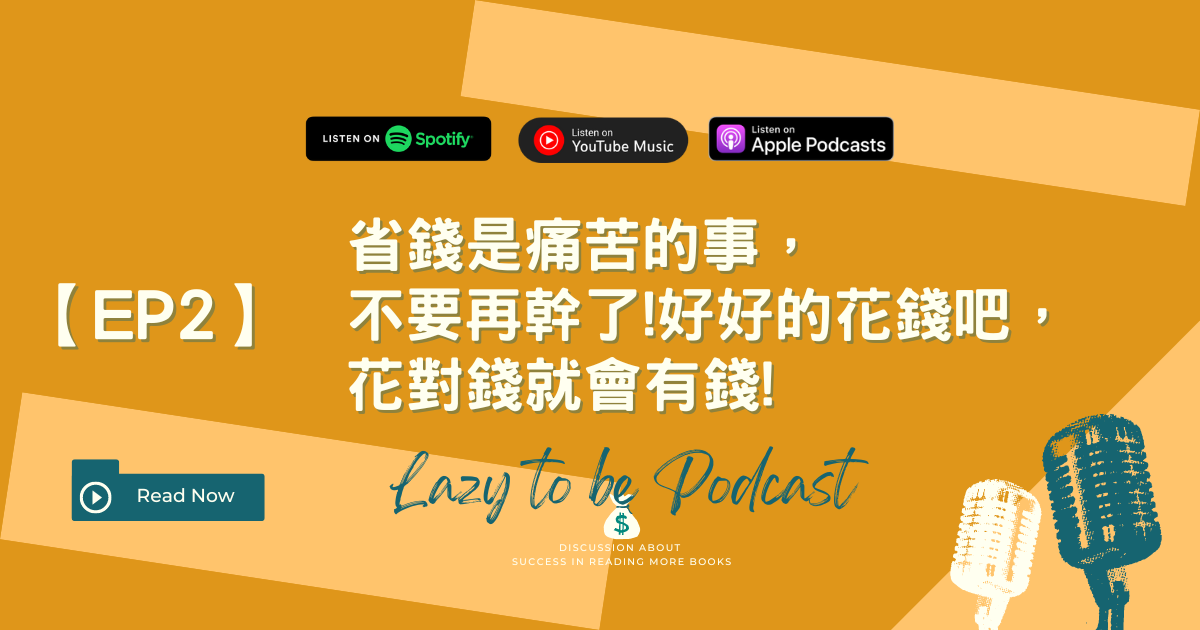 LISTEN ON Spotify
Listen on
YouTube Music
Listen on
Apple Podcasts
省錢是痛苦的事，
【EP2】
不要再幹了!好好的花錢吧，
花對錢就會有錢!
Read Now
Lazy to be Podcast
$
DISCUSSION ABOUT
SUCCESS IN READING MORE BOOKS